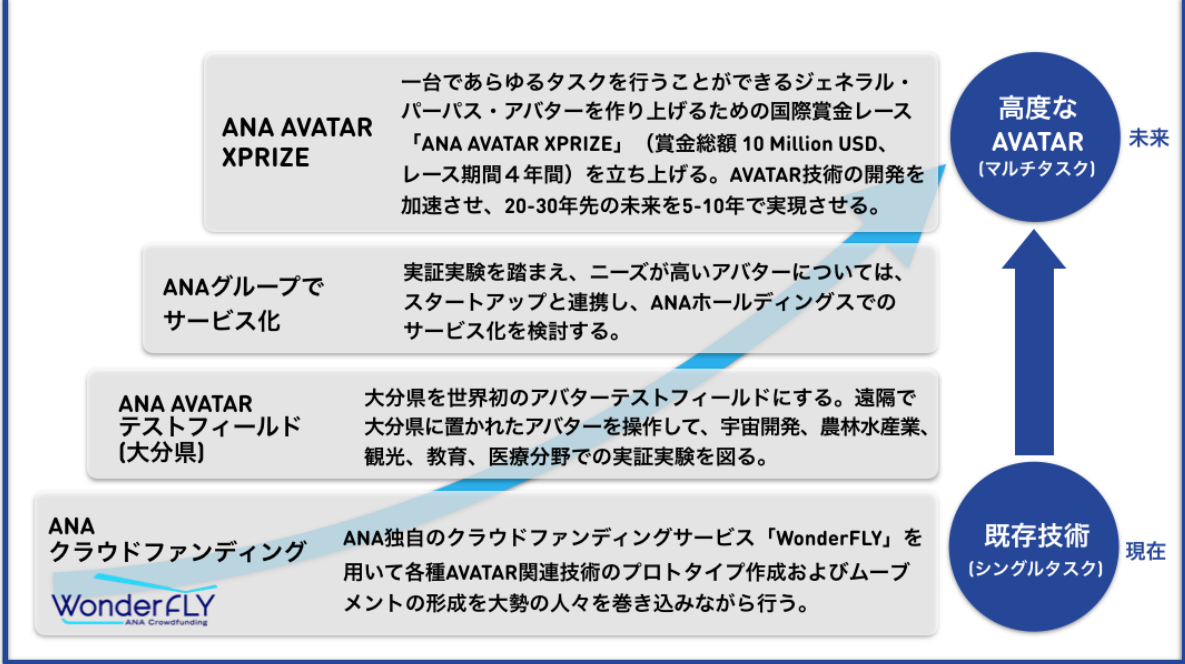 ANA AVATAR
XPRIZE
一台であらゆるタスクを行うことができるジェネラル・
パーパス・アバターを作り上げるための国際賞金レース
「ANA AVATAR XPRIZE」（賞金総額 10 Million USD、
レース期間４年間）を立ち上げる。AVATAR技術の開発を
加速させ、20-30年先の未来を5-10年で実現させる。
高度な
AVATAR
(マルチタスク)
未来
ANAグループで
サービス化
実証実験を踏まえ、ニーズが高いアバターについては、
スタートアップと連携し、ANAホールディングスでの
サービス化を検討する。
ANA AVATAR
テストフィールド
(大分県)
大分県を世界初のアバターテストフィールドにする。遠隔で
大分県に置かれたアバターを操作して、宇宙開発、農林水産業、
観光、教育、医療分野での実証実験を図る。
ANA
クラウドファンディング
WonderFLY
ANA Crowdfunding
ANA独自のクラウドファンディングサービス「WonderFLY」を
用いて各種AVATAR関連技術のプロトタイプ作成およびムーブ
メントの形成を大勢の人々を巻き込みながら行う。
既存技術
(シングルタスク)
現在